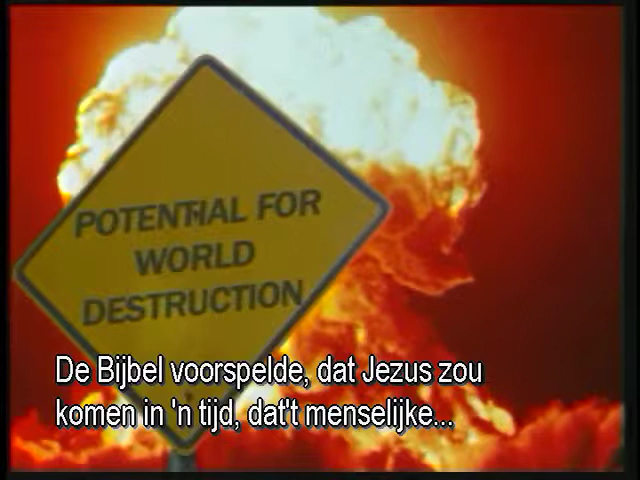 POTENTIAL FOR
WORLD
DESTRUCTION
De Bijbel voorspelde, dat Jezus zou
komen in 'n tijd, dat't menselijke...